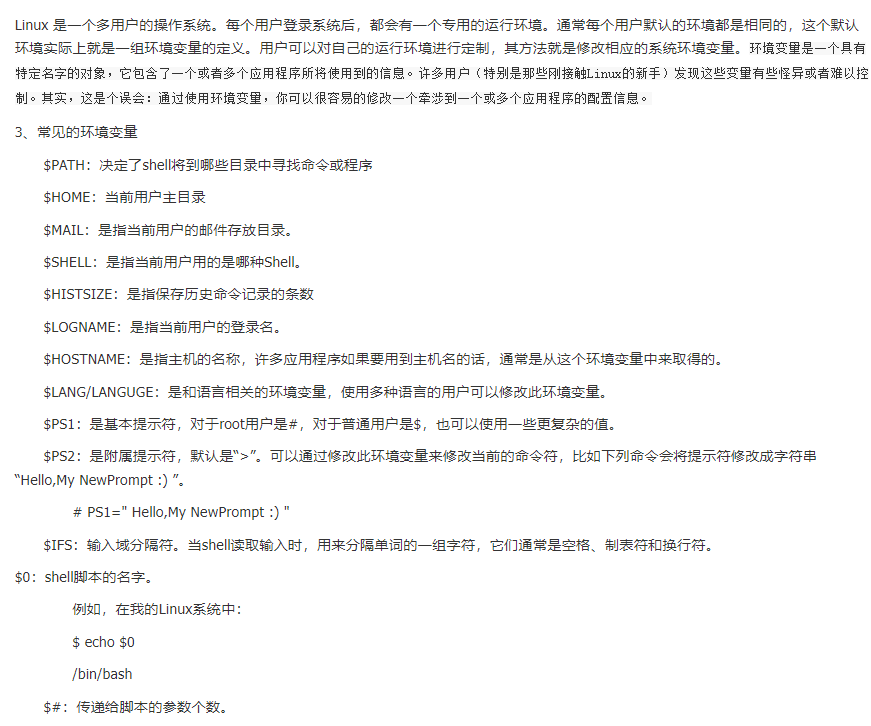 Linux 是一个多用户的操作系统。每个用户登录系统后，都会有一个专用的运行环境。通常每个用户默认的环境都是相同的，这个默认
环境实际上就是一组环境变量的定义。用户可以对自己的运行环境进行定制，其方法就是修改相应的系统环境变量。环境变量是一个具有
特定名字的对象，它包含了一个或者多个应用程序所将使用到的信息。许多用户（特别是那些刚接触Linux的新手）发现这些变量有些怪异或者难以控
制。其实，这是个误会：通过使用环境变量，你可以很容易的修改一个牵涉到一个或多个应用程序的配置信息。
3、常见的环境变量
$PATH：决定了shell将到哪些目录中寻找命令或程序
$HOME：当前用户主目录
$MAIL：是指当前用户的邮件存放目录。
$SHELL：是指当前用户用的是哪种Shell。
$HISTSIZE：是指保存历史命令记录的条数
$LOGNAME：是指当前用户的登录名。
$HOSTNAME：是指主机的名称，许多应用程序如果要用到主机名的话，通常是从这个环境变量中来取得的。
$LANG/LANGUGE：是和语言相关的环境变量，使用多种语言的用户可以修改此环境变量。
$PS1：是基本提示符，对于root用户是#，对于普通用户是$，也可以使用一些更复杂的值。
$PS2：是附属提示符，默认是“>”。可以通过修改此环境变量来修改当前的命令符，比如下列命令会将提示符修改成字符串
“Hello,My NewPrompt :) ”。
# PS1=" Hello,My NewPrompt :) "
$IFS：输入域分隔符。当shell读取输入时，用来分隔单词的一组字符，它们通常是空格、制表符和换行符。
$0：shell脚本的名字。
例如，在我的Linux系统中：
$ echo $0
/bin/bash
$#：传递给脚本的参数个数。